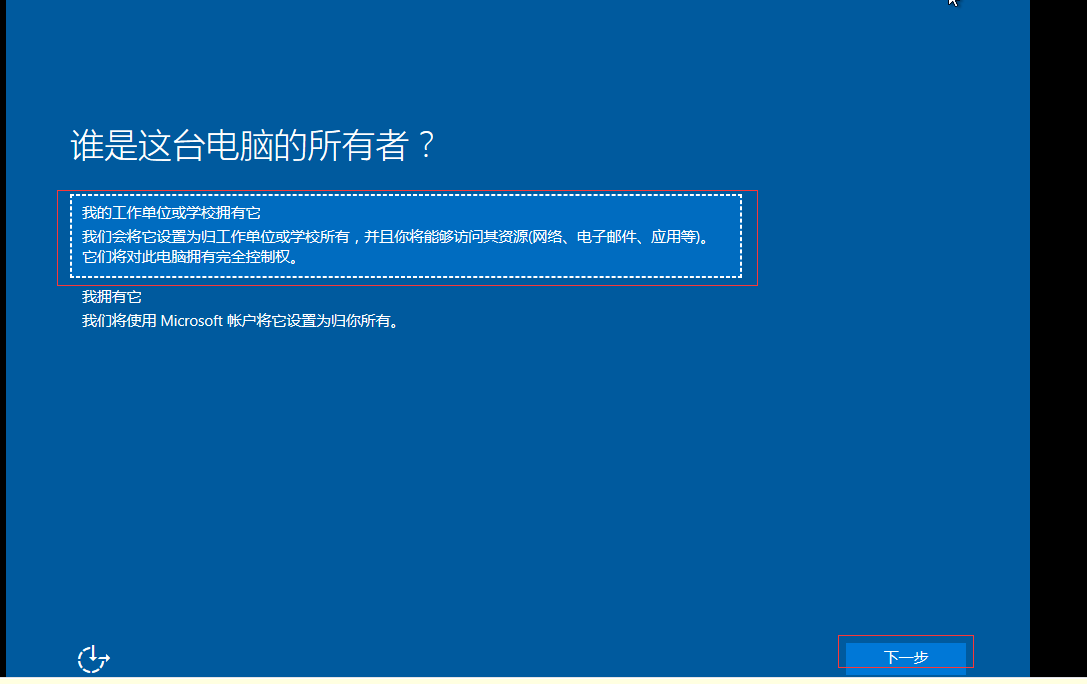 谁是这台电脑的所有者？
我的工作单位或学校拥有它
我们会将它设置为归工作单位或学校所有，并且你将能够访问其资源(网络、电子邮件、应用等)。
它们将对此电脑拥有完全控制权。
我拥有它
我们将使用 Microsoft 帐户将它设置为归你所有。
下一步